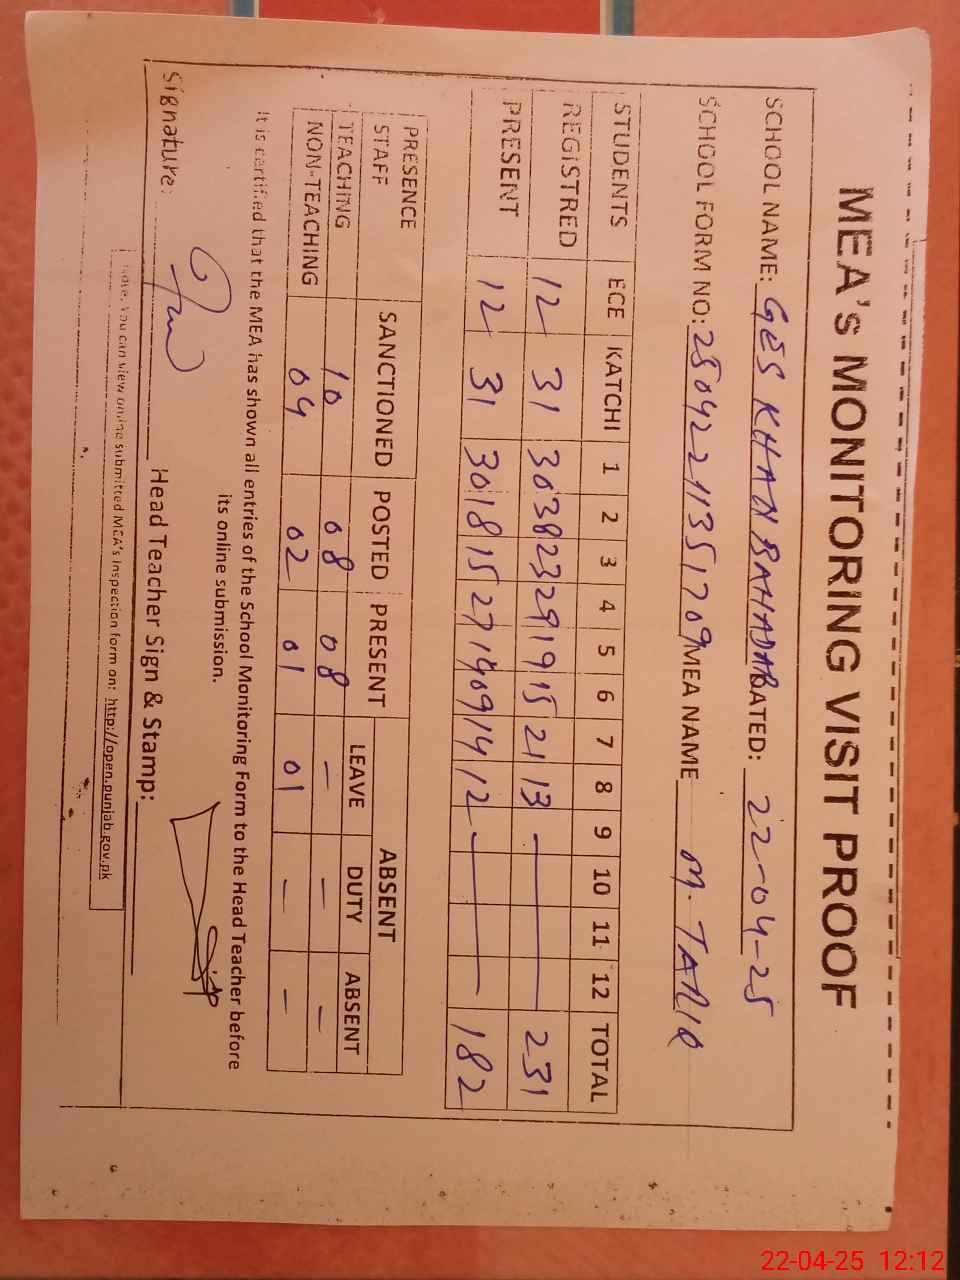 MEA's MONITORING VISIT PROOF
SCHOOL NAME: GES KHAN BAHADAR DATED: 22-04-25
SCHOOL FORM NO: 25042211351709 MEA NAME M. TARIQ
STUDENTS ECE KATCHI 1 2 3 4 5 6 7 8 9 10 11 12 TOTAL
REGISTRED 12 31 30 38 23 29 19 15 21 13 — 231
PRESENT 12 31 30 18 15 27 14 09 14 12 — 182
PRESENCE STAFF SANCTIONED POSTED PRESENT ABSENT
LEAVE DUTY ABSENT
TEACHING 10 08 08 - - -
NON-TEACHING 04 02 01 01 - -
It is certified that the MEA has shown all entries of the School Monitoring Form to the Head Teacher before
its online submission.
Signature: Head Teacher Sign & Stamp:
Note. You can view online submitted MEA's Inspection form on: http://open.punjab.gov.pk
22-04-25 12:12